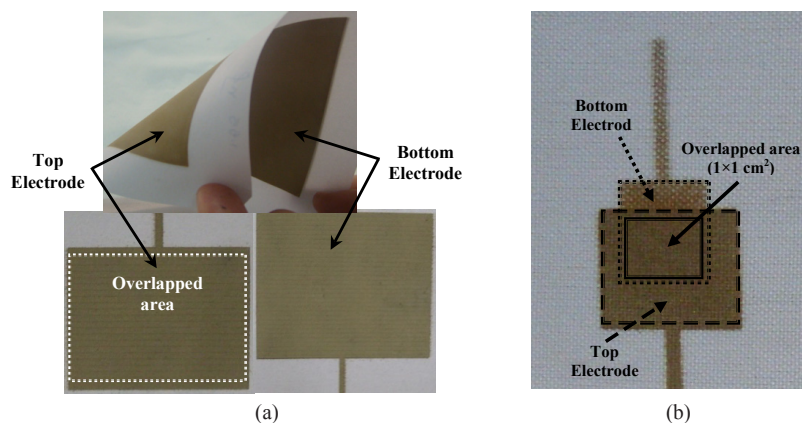 Top
Electrode
Bottom
Electrode
Overlapped
area
(a)
Bottom
Electrod
Overlapped area
(1×1 cm²)
Top
Electrode
(b)